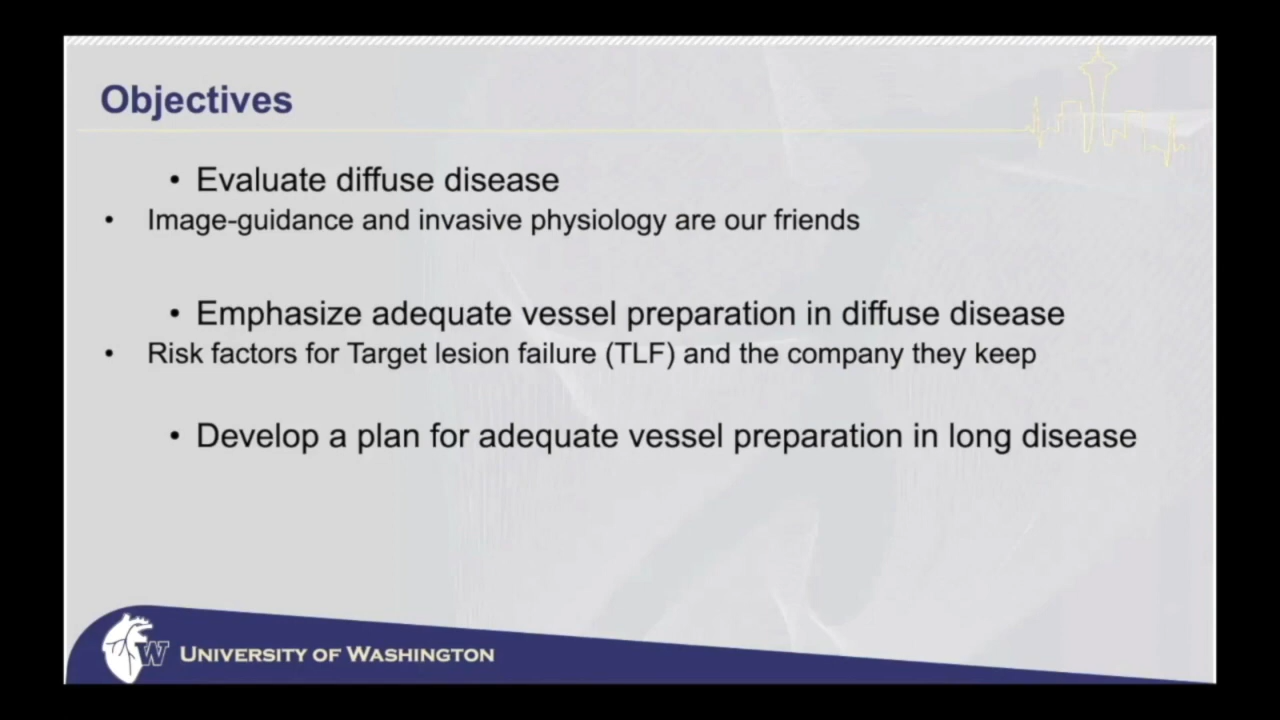 Objectives
• Evaluate diffuse disease
• Image-guidance and invasive physiology are our friends
• Emphasize adequate vessel preparation in diffuse disease
• Risk factors for Target lesion failure (TLF) and the company they keep
• Develop a plan for adequate vessel preparation in long disease
W UNIVERSITY OF WASHINGTON